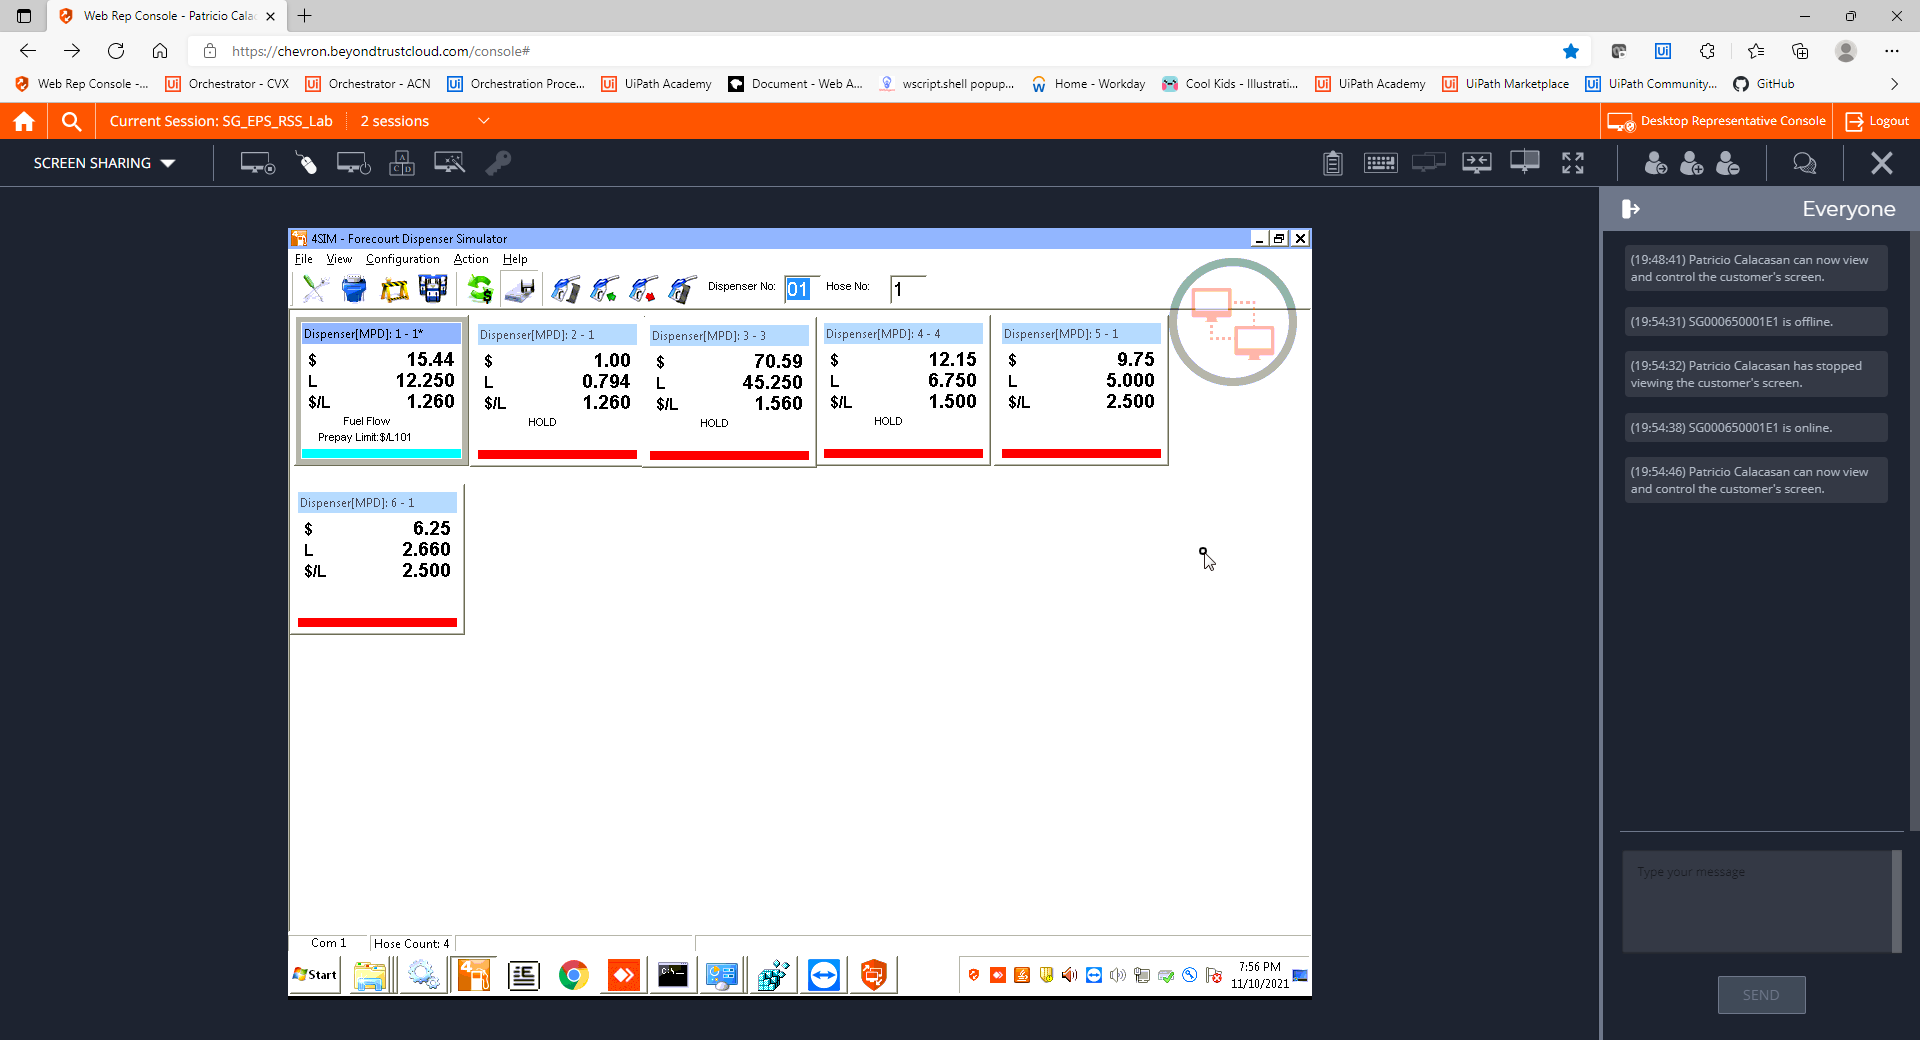 Web Rep Console - Patricio Cala
https://chevron.beyondtrustcloud.com/console#
Web Rep Console -...
Orchestrator - CVX
Orchestrator - ACN
Orchestration Proce...
UiPath Academy
Document - Web A...
wscript.shell popup...
Home - Workday
Cool Kids - Illustrati...
UiPath Academy
UiPath Marketplace
UiPath Community...
GitHub
Current Session: SG_EPS_RSS_Lab
2 sessions
Desktop Representative Console
Logout
SCREEN SHARING
Everyone
(19:48:41) Patricio Calacasan can now view
and control the customer's screen.
(19:54:31) SG000650001E1 is offline.
(19:54:32) Patricio Calacasan has stopped
viewing the customer's screen.
(19:54:38) SG000650001E1 is online.
(19:54:46) Patricio Calacasan can now view
and control the customer's screen.
Type your message
SEND
4SIM - Forecourt Dispenser Simulator
File View Configuration Action Help
Dispenser No: 01 Hose No: 1
Dispenser[MPD]: 1 - 1*
$ 15.44
L 12.250
$/L 1.260
Fuel Flow
Prepay Limit:$/L101
Dispenser[MPD]: 2 - 1
$ 1.00
L 0.794
$/L 1.260
HOLD
Dispenser[MPD]: 3 - 3
$ 70.59
L 45.250
$/L 1.560
HOLD
Dispenser[MPD]: 4 - 4
$ 12.15
L 6.750
$/L 1.500
HOLD
Dispenser[MPD]: 5 - 1
$ 9.75
L 5.000
$/L 2.500
Dispenser[MPD]: 6 - 1
$ 6.25
L 2.660
$/L 2.500
Com 1
Hose Count: 4
Start
7:56 PM
11/10/2021